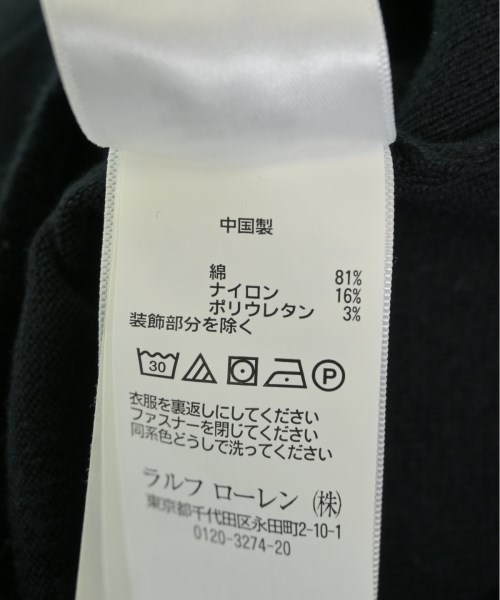 中国製
綿 81%
ナイロン 16%
ポリウレタン 3%
装飾部分を除く
30 P
衣服を裏返しにしてください
ファスナーを閉じてください
同系色どうしで洗ってください
ラルフ ローレン (株)
東京都千代田区永田町2-10-1
0120-3274-20